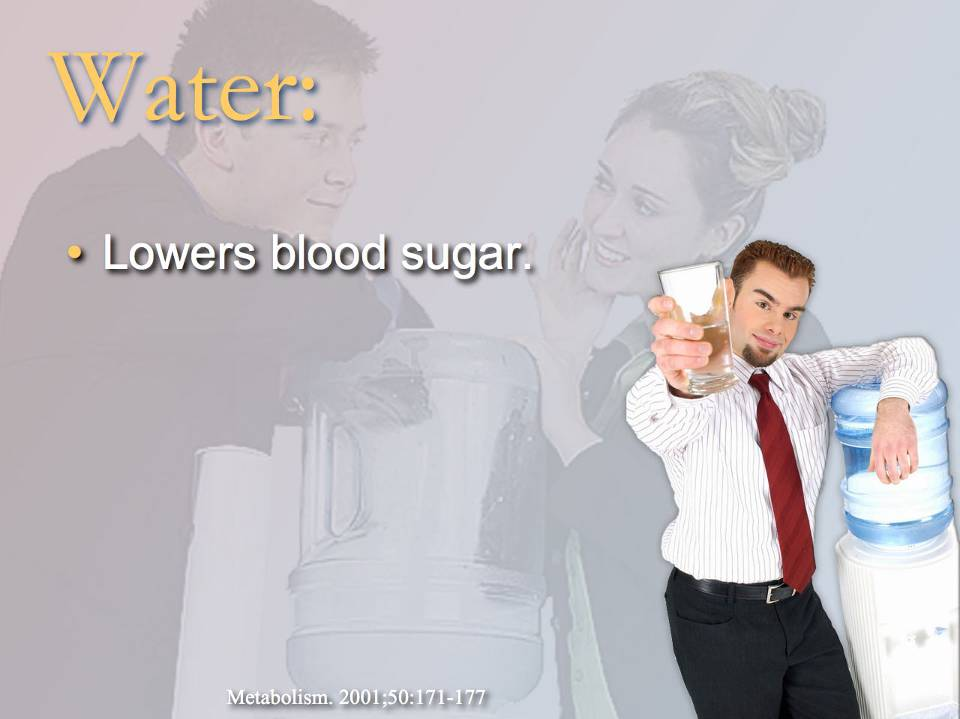 Water:
• Lowers blood sugar.
Metabolism. 2001;50:171-177